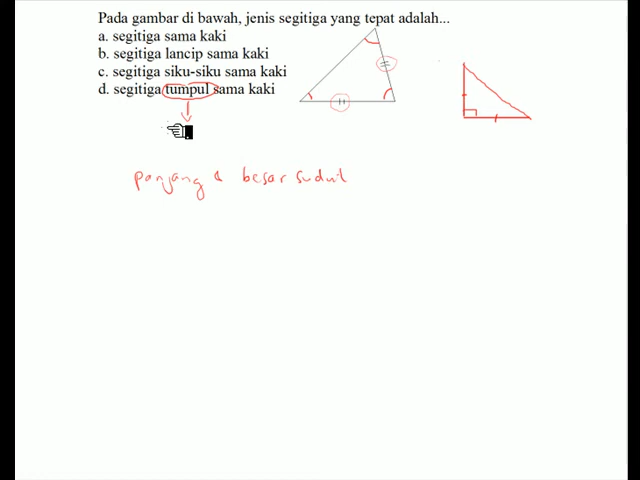 Pada gambar di bawah, jenis segitiga yang tepat adalah...
a. segitiga sama kaki
b. segitiga lancip sama kaki
c. segitiga siku-siku sama kaki
d. segitiga tumpul sama kaki
panjang & besar sudut